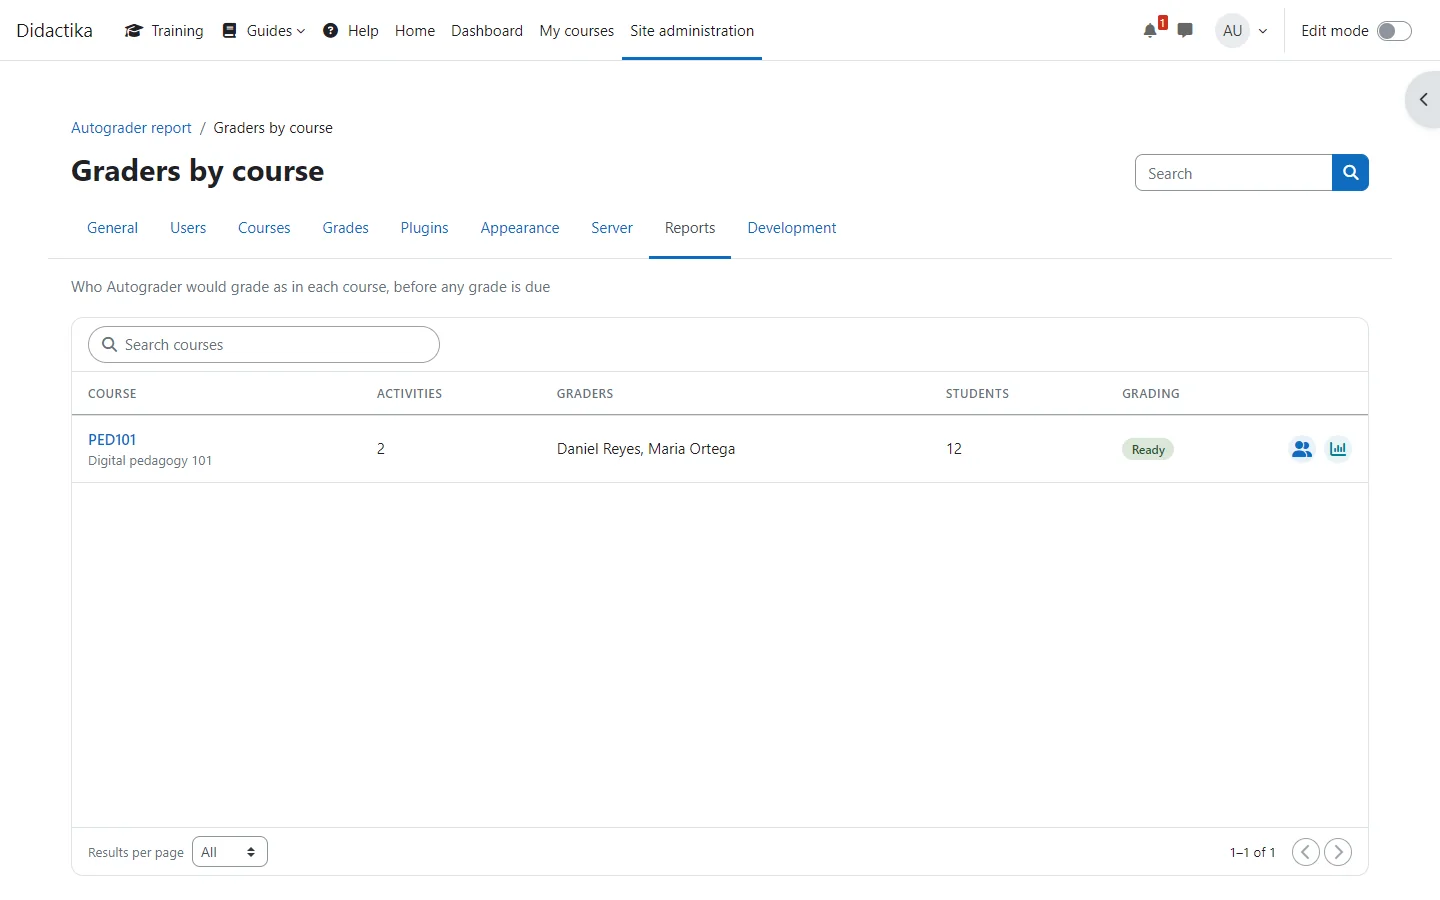 Didactika
Training
Guides
Help
Home
Dashboard
My courses
Site administration
1
AU
Edit mode
Autograder report / Graders by course
Graders by course
Search
General
Users
Courses
Grades
Plugins
Appearance
Server
Reports
Development
Who Autograder would grade as in each course, before any grade is due
Search courses
COURSE
ACTIVITIES
GRADERS
STUDENTS
GRADING
PED101
Digital pedagogy 101
2
Daniel Reyes, Maria Ortega
12
Ready
Results per page
All
1–1 of 1